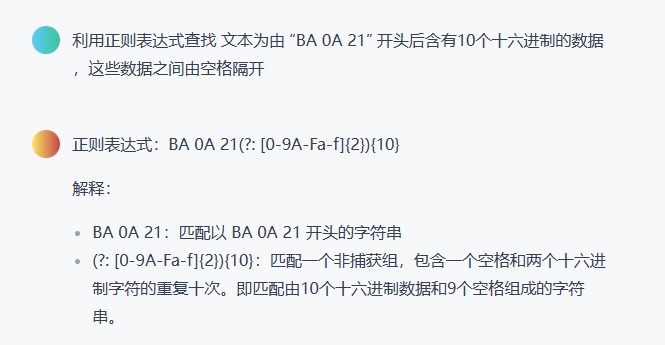 利用正则表达式查找 文本为由 “BA 0A 21” 开头后含有10个十六进制的数据
，这些数据之间由空格隔开
正则表达式：BA 0A 21(?: [0-9A-Fa-f]{2}){10}
解释：
• BA 0A 21：匹配以 BA 0A 21 开头的字符串
• (?: [0-9A-Fa-f]{2}){10}：匹配一个非捕获组，包含一个空格和两个十六进
制字符的重复十次。即匹配由10个十六进制数据和9个空格组成的字符
串。